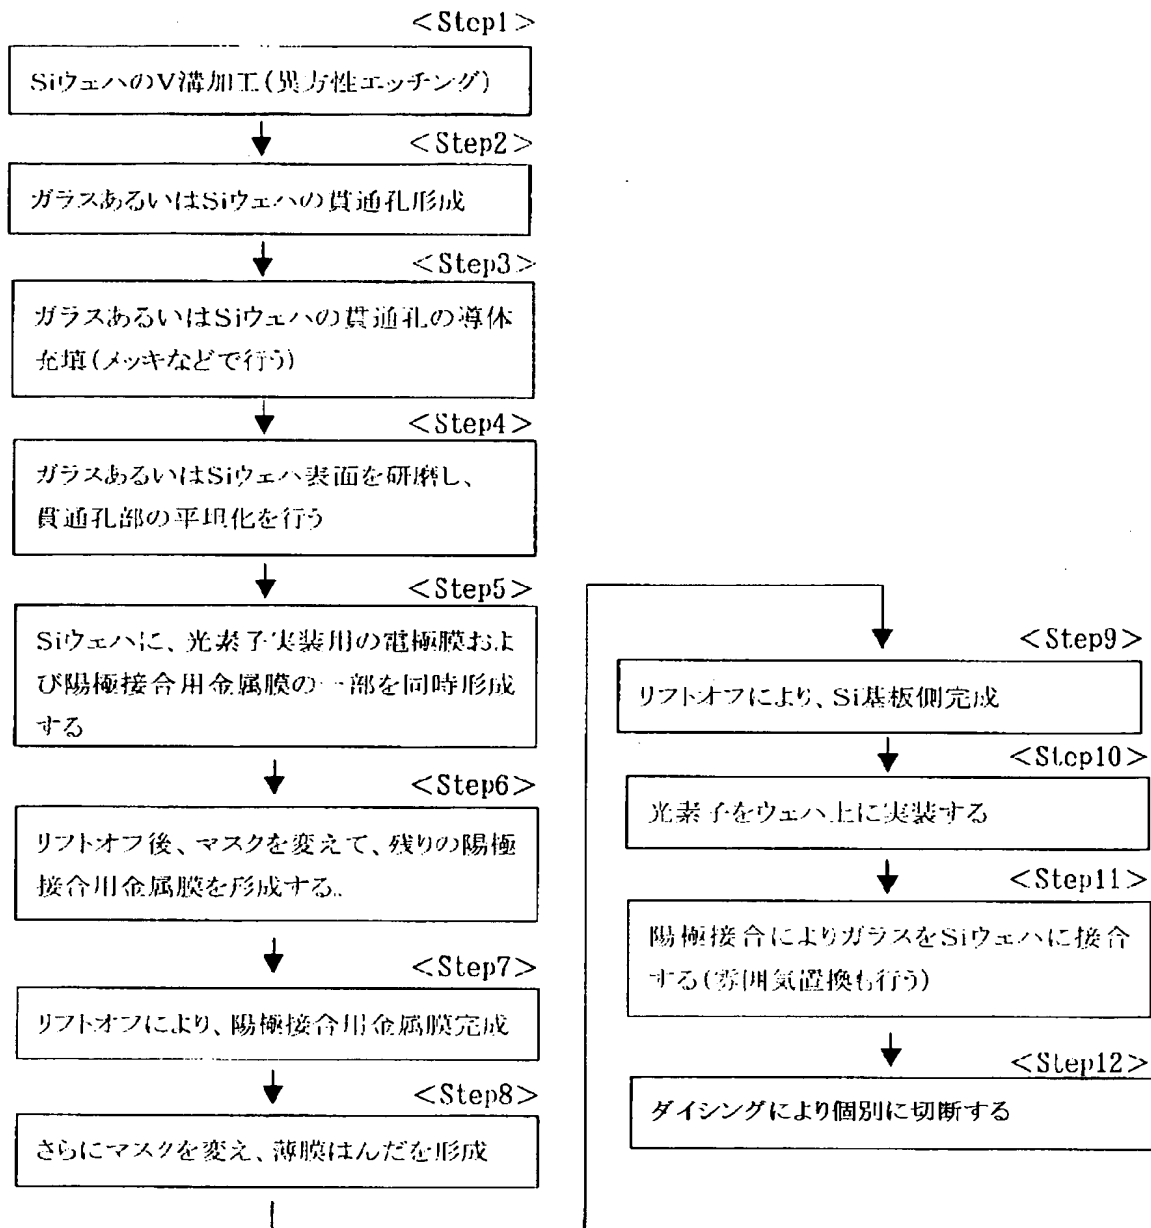 <Step1>
SiウェハのV溝加工(異方性エッチング)
<Step2>
ガラスあるいはSiウェハの貫通孔形成
<Step3>
ガラスあるいはSiウェハの貫通孔の導体
充填(メッキなどで行う)
<Step4>
ガラスあるいはSiウェハ表面を研磨し、
貫通孔部の平坦化を行う
<Step5>
Siウェハに、光素子実装用の電極膜およ
び陽極接合用金属膜の一部を同時形成
する
<Step6>
リフトオフ後、マスクを変えて、残りの陽極
接合用金属膜を形成する。
<Step7>
リフトオフにより、陽極接合用金属膜完成
<Step8>
さらにマスクを変え、薄膜はんだを形成
<Step9>
リフトオフにより、Si基板側完成
<Step10>
光素子をウェハ上に実装する
<Step11>
陽極接合によりガラスをSiウェハに接合
する(雰囲気置換も行う)
<Step12>
ダイシングにより個別に切断する